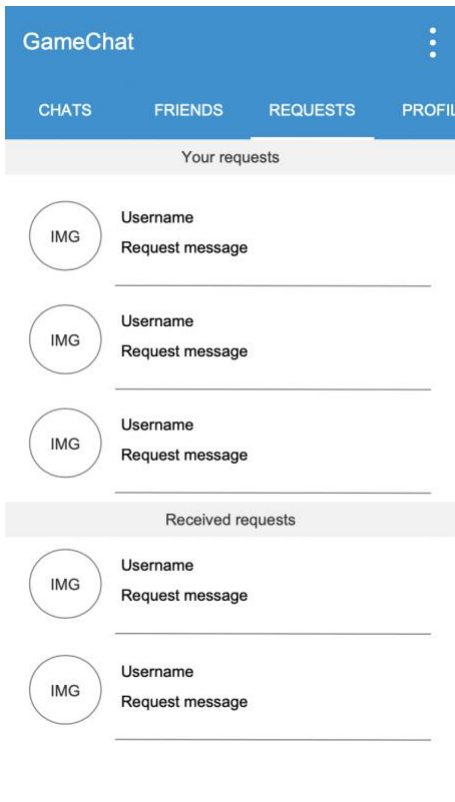 GameChat
CHATS FRIENDS REQUESTS PROFIL
Your requests
IMG
Username
Request message
IMG
Username
Request message
IMG
Username
Request message
Received requests
IMG
Username
Request message
IMG
Username
Request message